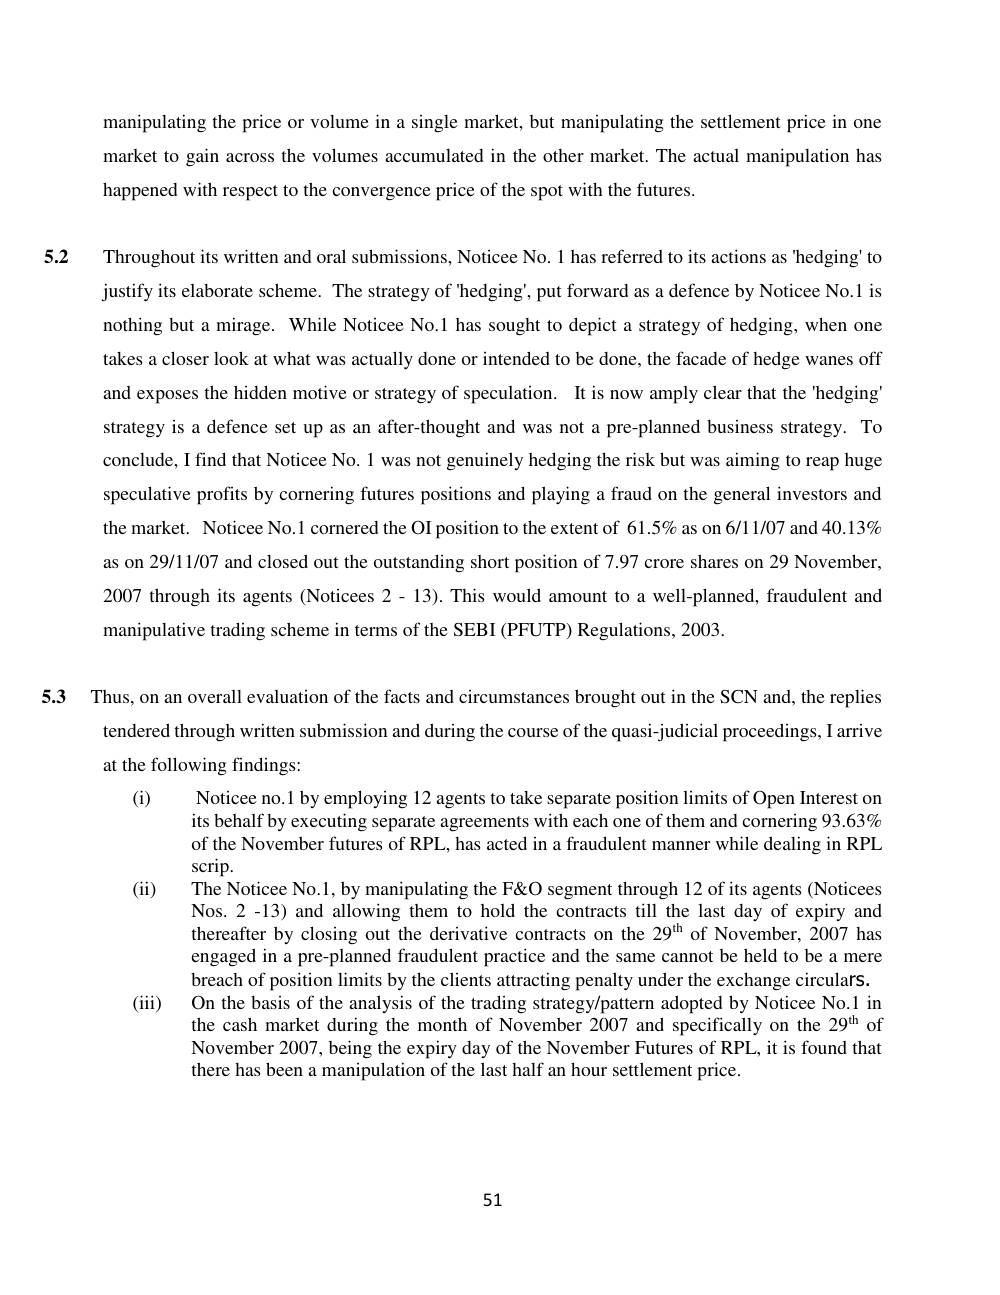 manipulating the price or volume in a single market, but manipulating the settlement price in one
market to gain across the volumes accumulated in the other market. The actual manipulation has
happened with respect to the convergence price of the spot with the futures.
5.2 Throughout its written and oral submissions, Noticee No. 1 has referred to its actions as 'hedging' to
justify its elaborate scheme. The strategy of 'hedging', put forward as a defence by Noticee No.1 is
nothing but a mirage. While Noticee No.1 has sought to depict a strategy of hedging, when one
takes a closer look at what was actually done or intended to be done, the facade of hedge wanes off
and exposes the hidden motive or strategy of speculation. It is now amply clear that the 'hedging'
strategy is a defence set up as an after-thought and was not a pre-planned business strategy. To
conclude, I find that Noticee No. 1 was not genuinely hedging the risk but was aiming to reap huge
speculative profits by cornering futures positions and playing a fraud on the general investors and
the market. Noticee No.1 cornered the OI position to the extent of 61.5% as on 6/11/07 and 40.13%
as on 29/11/07 and closed out the outstanding short position of 7.97 crore shares on 29 November,
2007 through its agents (Noticees 2 - 13). This would amount to a well-planned, fraudulent and
manipulative trading scheme in terms of the SEBI (PFUTP) Regulations, 2003.
5.3 Thus, on an overall evaluation of the facts and circumstances brought out in the SCN and, the replies
tendered through written submission and during the course of the quasi-judicial proceedings, I arrive
at the following findings:
(i) Noticee no.1 by employing 12 agents to take separate position limits of Open Interest on
its behalf by executing separate agreements with each one of them and cornering 93.63%
of the November futures of RPL, has acted in a fraudulent manner while dealing in RPL
scrip.
(ii) The Noticee No.1, by manipulating the F&O segment through 12 of its agents (Noticees
Nos. 2 -13) and allowing them to hold the contracts till the last day of expiry and
thereafter by closing out the derivative contracts on the 29th of November, 2007 has
engaged in a pre-planned fraudulent practice and the same cannot be held to be a mere
breach of position limits by the clients attracting penalty under the exchange circulars.
(iii) On the basis of the analysis of the trading strategy/pattern adopted by Noticee No.1 in
the cash market during the month of November 2007 and specifically on the 29th of
November 2007, being the expiry day of the November Futures of RPL, it is found that
there has been a manipulation of the last half an hour settlement price.
51